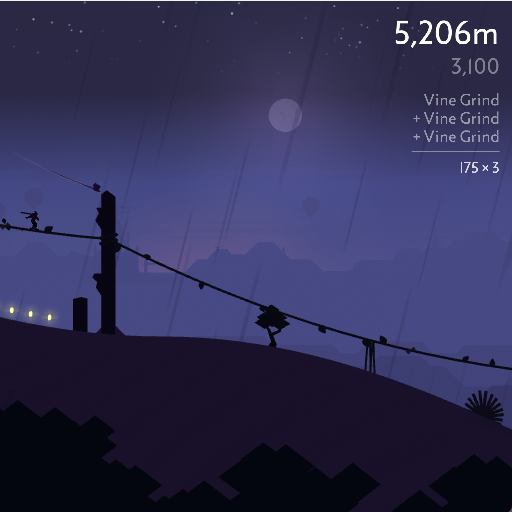 5,206m
3,100
Vine Grind
+ Vine Grind
+ Vine Grind
175 × 3